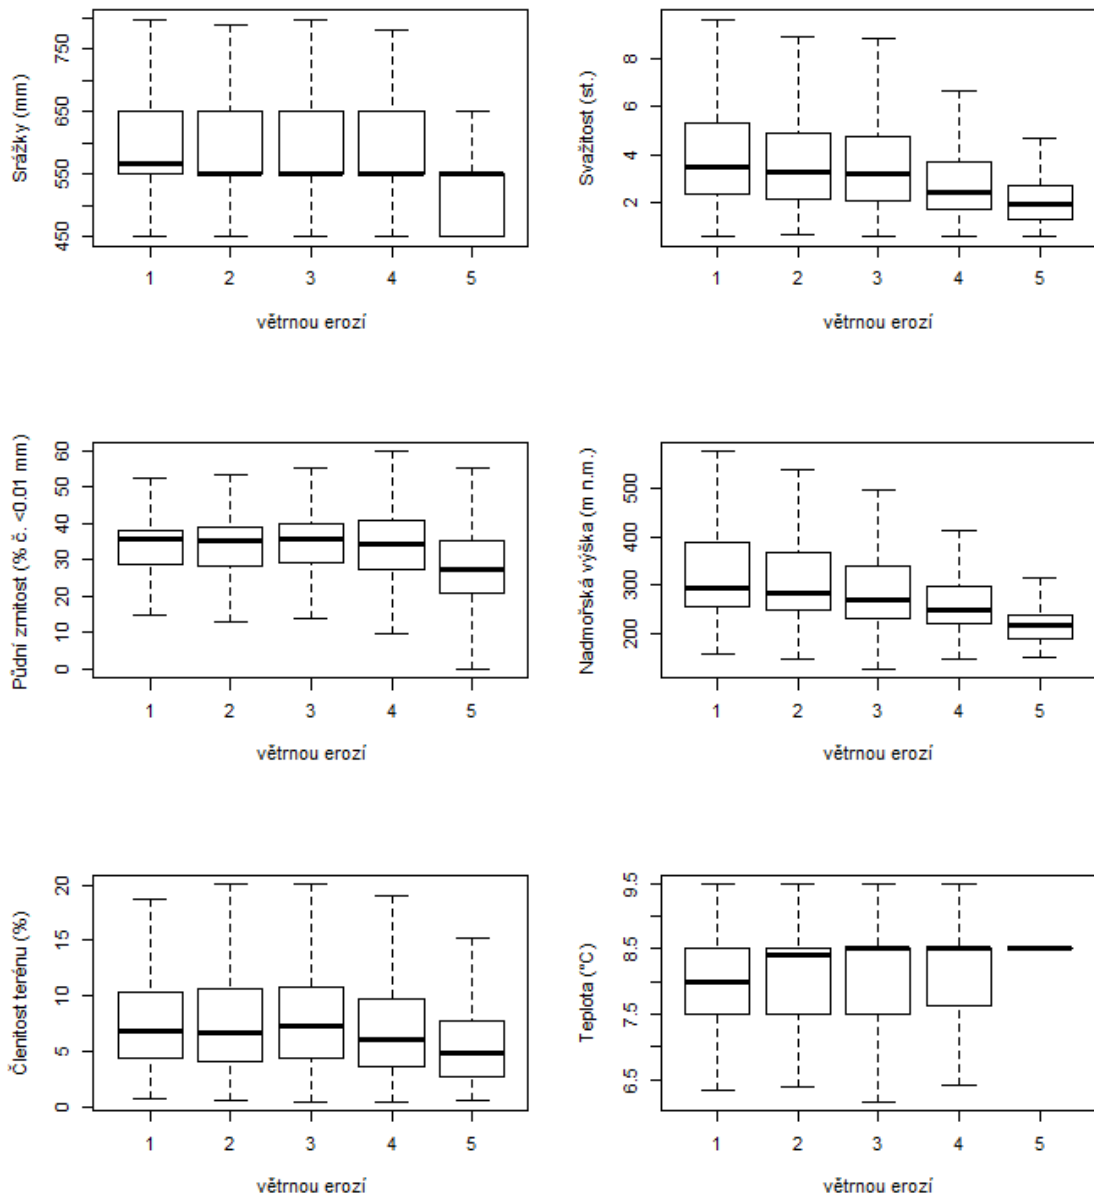 Srážky (mm)
450 550 650 750
1 2 3 4 5
větrnou erozí
Svažitost (st.)
2 4 6 8
1 2 3 4 5
větrnou erozí
Půdní zrnitost (% č. <0.01 mm)
0 10 20 30 40 50 60
1 2 3 4 5
větrnou erozí
Nadmořská výška (m n.m.)
200 300 400 500
1 2 3 4 5
větrnou erozí
Členitost terénu (%)
0 5 10 15 20
1 2 3 4 5
větrnou erozí
Teplota (°C)
6.5 7.5 8.5 9.5
1 2 3 4 5
větrnou erozí